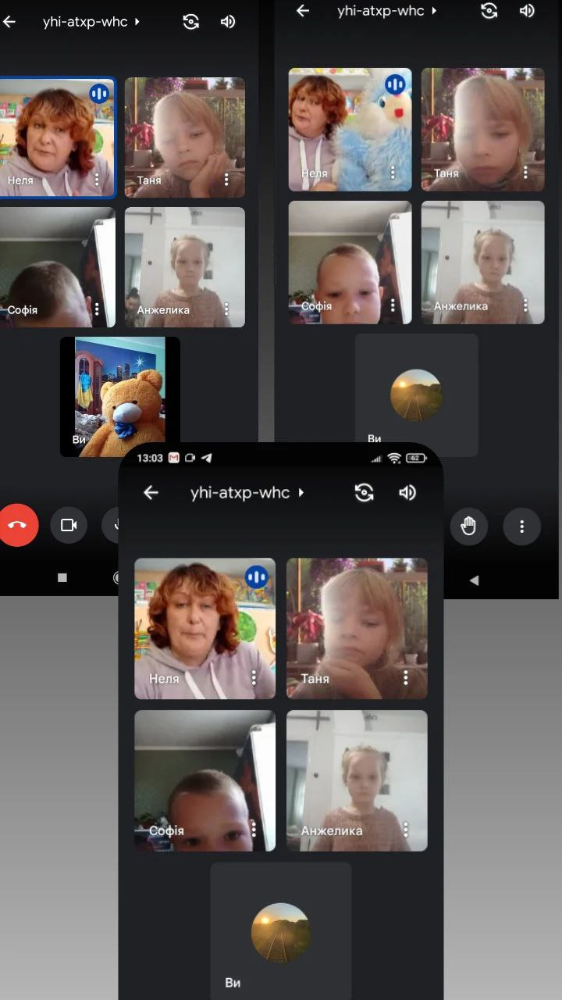 yhi-atxp-whc
Неля
Таня
Софія
Анжелика
Ви
yhi-atxp-whc
Неля
Таня
Софія
Анжелика
Ви
13:03
62
yhi-atxp-whc
Неля
Таня
Софія
Анжелика
Ви